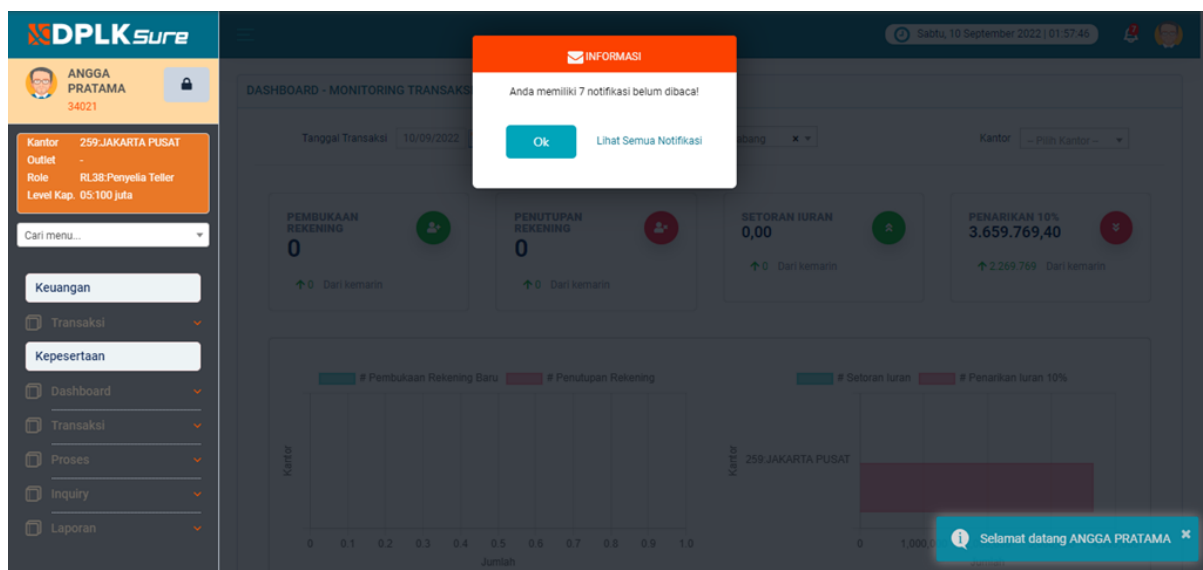 DPLKSure
Sabtu, 10 September 2022 | 01:57:46
ANGGA
PRATAMA
34021
INFORMASI
Anda memiliki 7 notifikasi belum dibaca!
Ok
Lihat Semua Notifikasi
DASHBOARD - MONITORING TRANSAKS
Kantor 259:JAKARTA PUSAT
Outlet -
Role RL38:Penyelia Teller
Level Kap. 05:100 juta
Tanggal Transaksi 10/09/2022
abang x
Kantor -- Pilih Kantor --
Cari menu...
PEMBUKAAN
REKENING
0
0 Dari kemarin
PENUTUPAN
REKENING
0
0 Dari kemarin
SETORAN IURAN
0,00
0 Dari kemarin
PENARIKAN 10%
3.659.769,40
2.269.769 Dari kemarin
Keuangan
Transaksi
Kepesertaan
Dashboard
Transaksi
Proses
Inquiry
Laporan
# Pembukaan Rekening Baru # Penutupan Rekening
Kantor
0 0.1 0.2 0.3 0.4 0.5 0.6 0.7 0.8 0.9 1.0
Jumlah
# Setoran Iuran # Penarikan Iuran 10%
Kantor
259:JAKARTA PUSAT
0
Selamat datang ANGGA PRATAMA ×